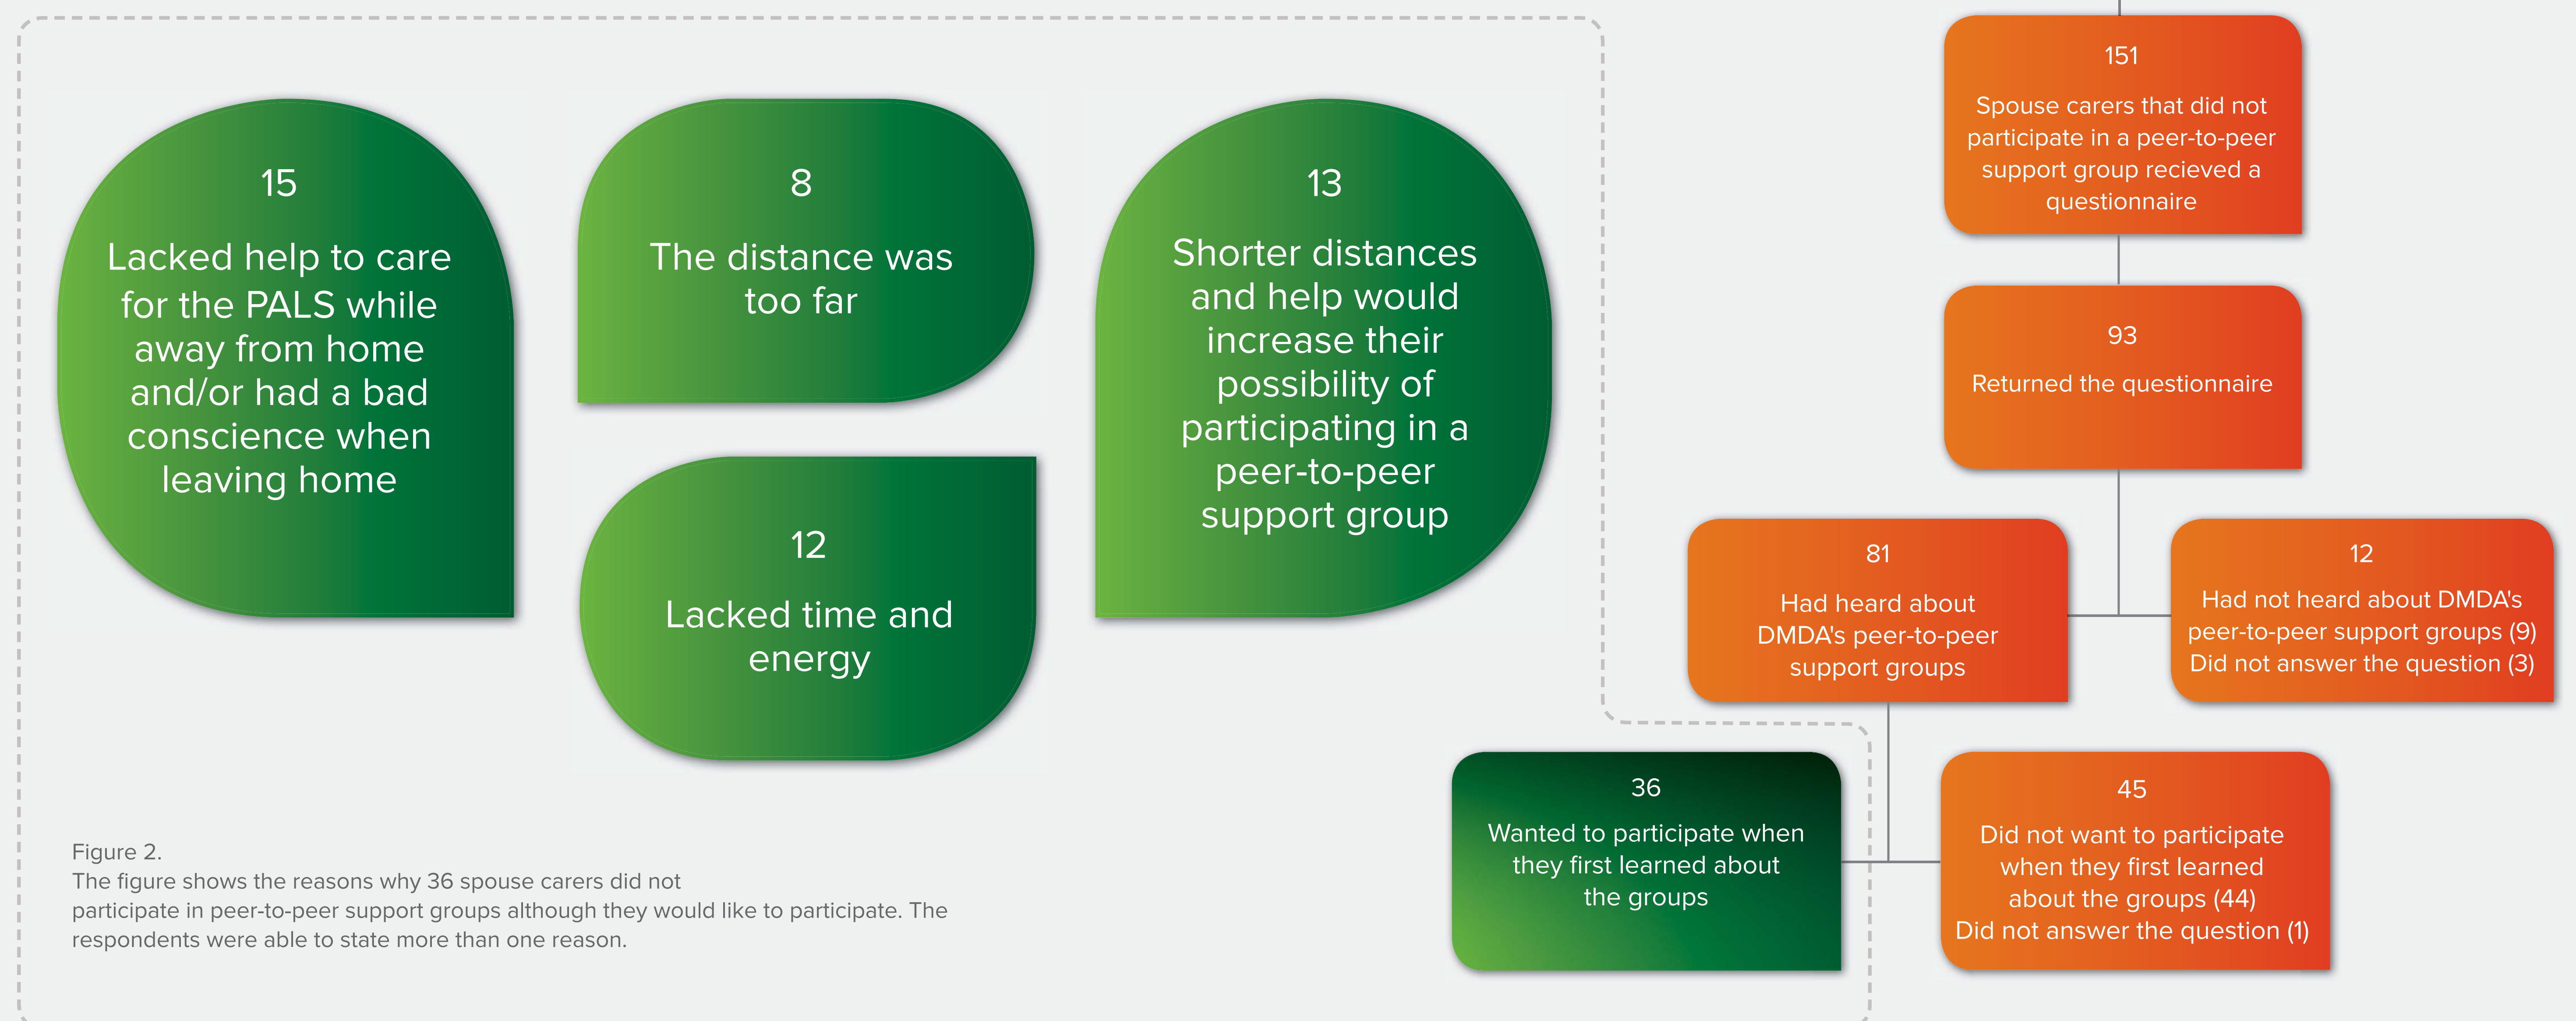 15
Lacked help to care
for the PALS while
away from home
and/or had a bad
conscience when
leaving home
8
The distance was
too far
12
Lacked time and
energy
13
Shorter distances
and help would
increase their
possibility of
participating in a
peer-to-peer
support group
151
Spouse carers that did not
participate in a peer-to-peer
support group recieved a
questionnaire
93
Returned the questionnaire
81
Had heard about
DMDA's peer-to-peer
support groups
12
Had not heard about DMDA's
peer-to-peer support groups (9)
Did not answer the question (3)
36
Wanted to participate when
they first learned about
the groups
45
Did not want to participate
when they first learned
about the groups (44)
Did not answer the question (1)
Figure 2.
The figure shows the reasons why 36 spouse carers did not
participate in peer-to-peer support groups although they would like to participate. The
respondents were able to state more than one reason.